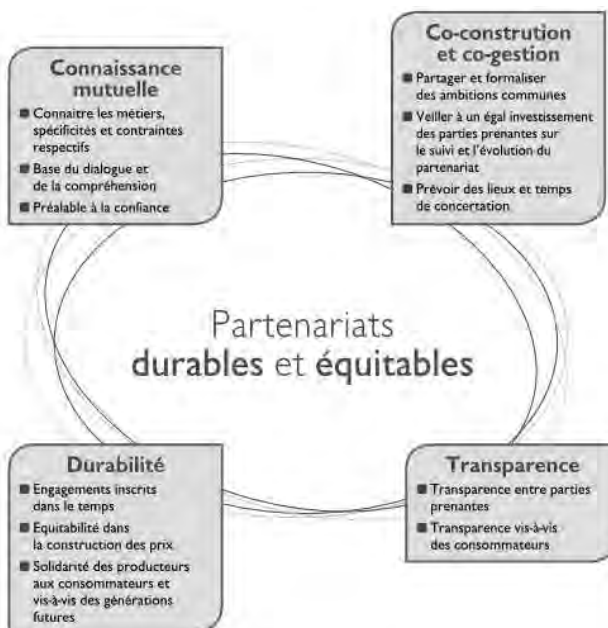 Connaissance
mutuelle
■ Connaitre les métiers,
spécificités et contraintes
respectifs
■ Base du dialogue et
de la compréhension
■ Préalable à la confiance
Co-constrution
et co-gestion
■ Partager et formaliser
des ambitions communes
■ Veiller à un égal investissement
des parties prenantes sur
le suivi et l'évolution du
partenariat
■ Prévoir des lieux et temps
de concertation
Partenariats
durables et équitables
Durabilité
■ Engagements inscrits
dans le temps
■ Equitabilité dans
la construction des prix
■ Solidarité des producteurs
aux consommateurs et
vis-à-vis des générations
futures
Transparence
■ Transparence entre parties
prenantes
■ Transparence vis-à-vis
des consommateurs